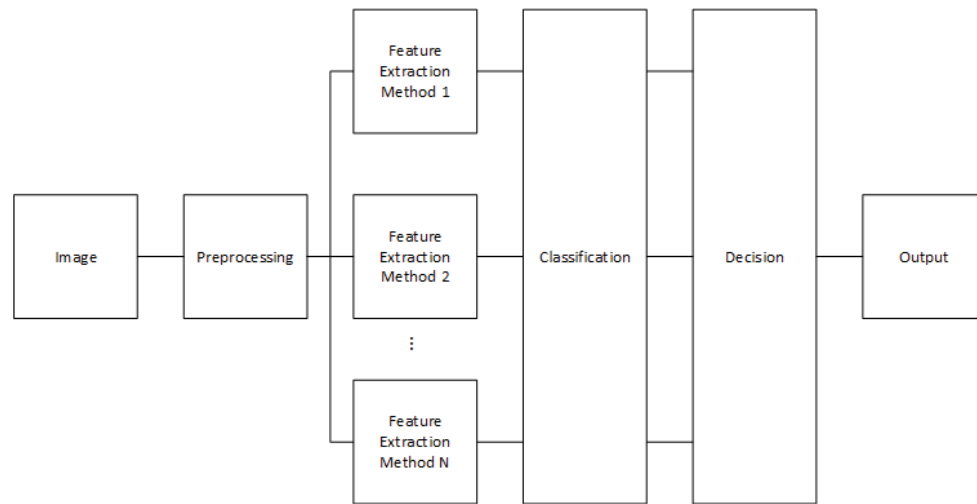 Image
Preprocessing
Feature
Extraction
Method 1
Feature
Extraction
Method 2
⋮
Feature
Extraction
Method N
Classification
Decision
Output